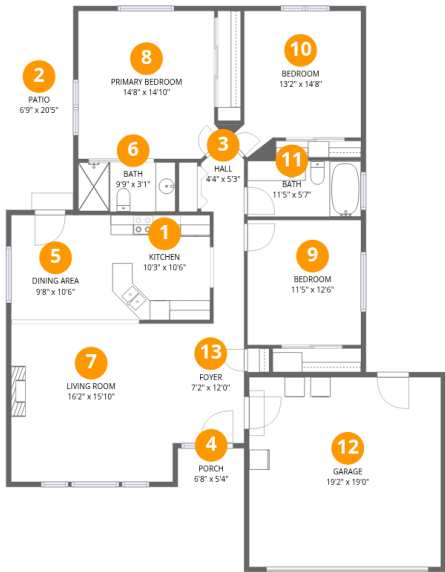 8
PRIMARY BEDROOM
14'8" x 14'10"
10
BEDROOM
13'2" x 14'8"
2
PATIO
6'9" x 20'5"
3
HALL
4'4" x 5'3"
6
BATH
9'9" x 3'1"
11
BATH
11'5" x 5'7"
1
KITCHEN
10'3" x 10'6"
5
DINING AREA
9'8" x 10'6"
9
BEDROOM
11'5" x 12'6"
7
LIVING ROOM
16'2" x 15'10"
13
FOYER
7'2" x 12'0"
4
PORCH
6'8" x 5'4"
12
GARAGE
19'2" x 19'0"